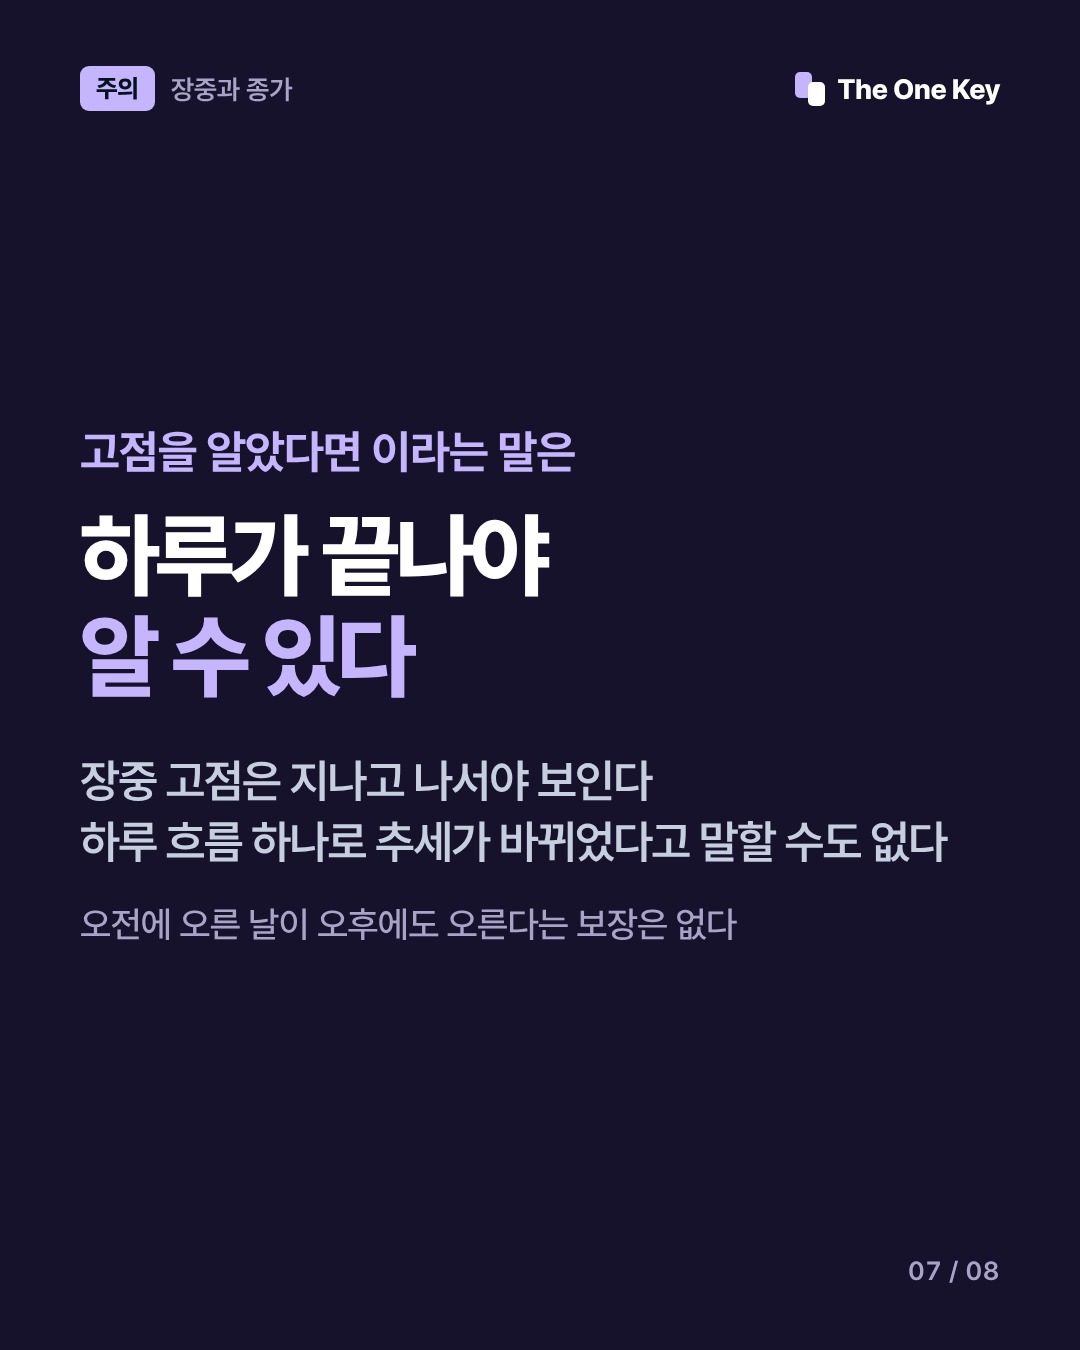 주의 장중과 종가
The One Key
고점을 알았다면 이라는 말은
하루가 끝나야
알 수 있다
장중 고점은 지나고 나서야 보인다
하루 흐름 하나로 추세가 바뀌었다고 말할 수도 없다
오전에 오른 날이 오후에도 오른다는 보장은 없다
07 / 08